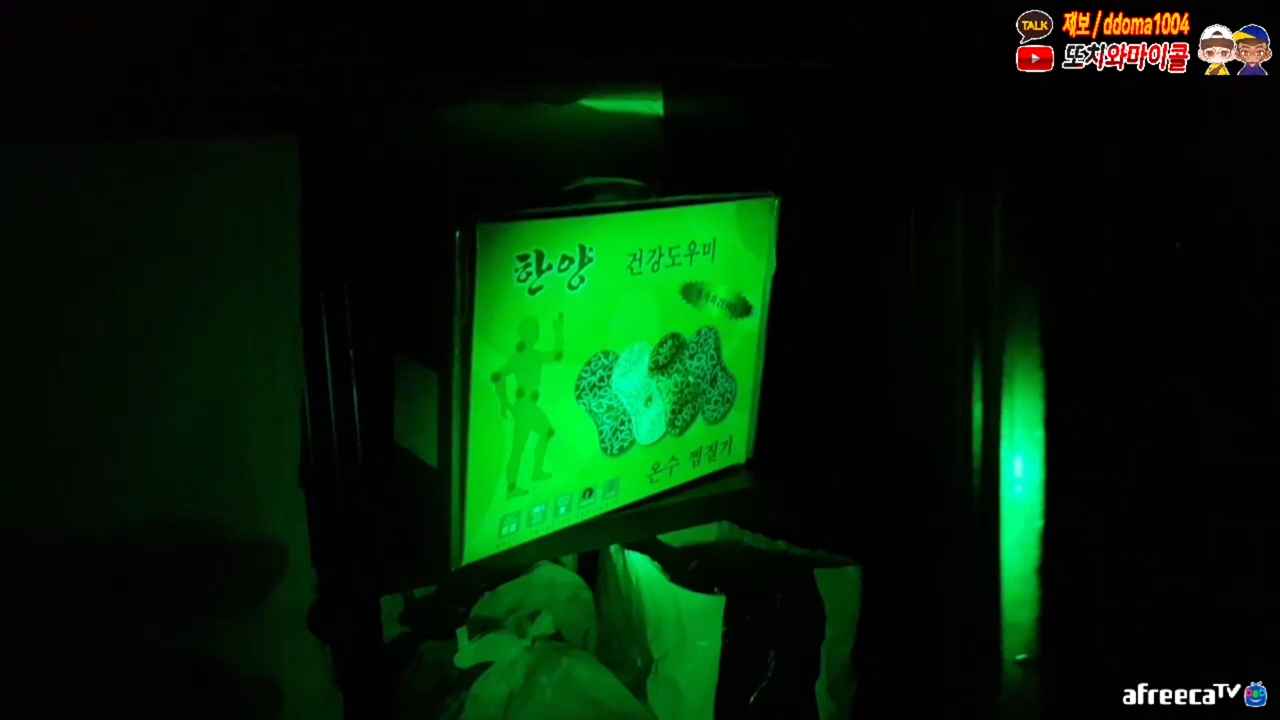 TALK 제보 / ddoma1004
또치와마이콜
한양 건강도우미
온수 찜질기
afreecaTV